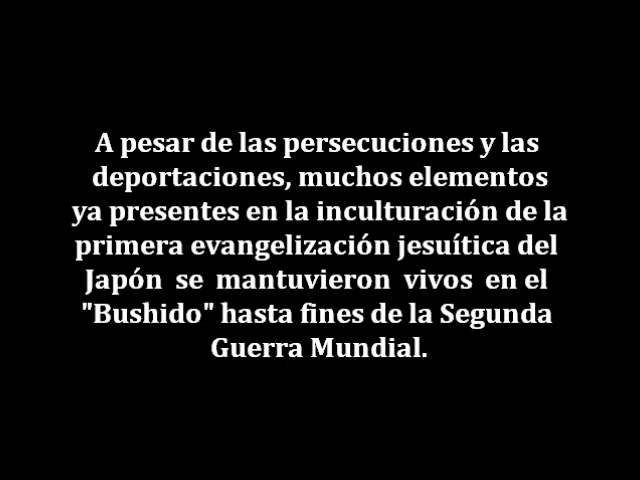 A pesar de las persecuciones y las
deportaciones, muchos elementos
ya presentes en la inculturación de la
primera evangelización jesuítica del
Japón se mantuvieron vivos en el
"Bushido" hasta fines de la Segunda
Guerra Mundial.